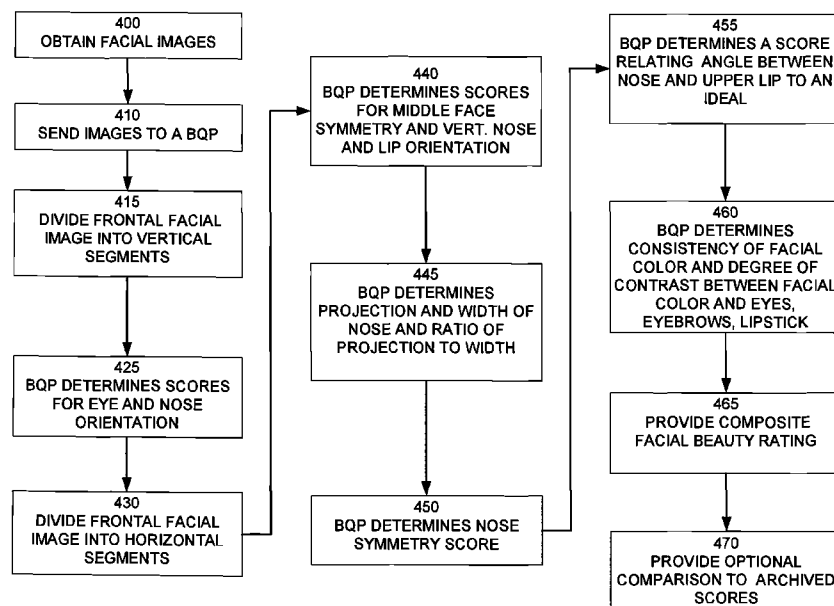 400
OBTAIN FACIAL IMAGES
410
SEND IMAGES TO A BQP
415
DIVIDE FRONTAL FACIAL
IMAGE INTO VERTICAL
SEGMENTS
425
BQP DETERMINES SCORES
FOR EYE AND NOSE
ORIENTATION
430
DIVIDE FRONTAL FACIAL
IMAGE INTO HORIZONTAL
SEGMENTS
440
BQP DETERMINES SCORES
FOR MIDDLE FACE
SYMMETRY AND VERT. NOSE
AND LIP ORIENTATION
445
BQP DETERMINES
PROJECTION AND WIDTH OF
NOSE AND RATIO OF
PROJECTION TO WIDTH
450
BQP DETERMINES NOSE
SYMMETRY SCORE
455
BQP DETERMINES A SCORE
RELATING ANGLE BETWEEN
NOSE AND UPPER LIP TO AN
IDEAL
460
BQP DETERMINES
CONSISTENCY OF FACIAL
COLOR AND DEGREE OF
CONTRAST BETWEEN FACIAL
COLOR AND EYES,
EYEBROWS, LIPSTICK
465
PROVIDE COMPOSITE
FACIAL BEAUTY RATING
470
PROVIDE OPTIONAL
COMPARISON TO ARCHIVED
SCORES